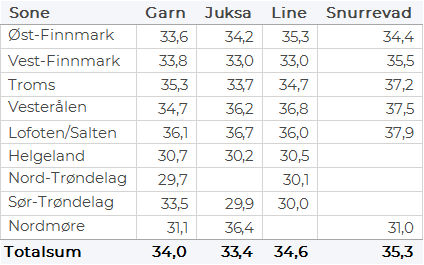 Sone Garn Juksa Line Snurrevad
Øst-Finnmark 33,6 34,2 35,3 34,4
Vest-Finnmark 33,8 33,0 33,0 35,5
Troms 35,3 33,7 34,7 37,2
Vesterålen 34,7 36,2 36,8 37,5
Lofoten/Salten 36,1 36,7 36,0 37,9
Helgeland 30,7 30,2 30,5
Nord-Trøndelag 29,7 30,1
Sør-Trøndelag 33,5 29,9 30,0
Nordmøre 31,1 36,4 31,0
Totalsum 34,0 33,4 34,6 35,3